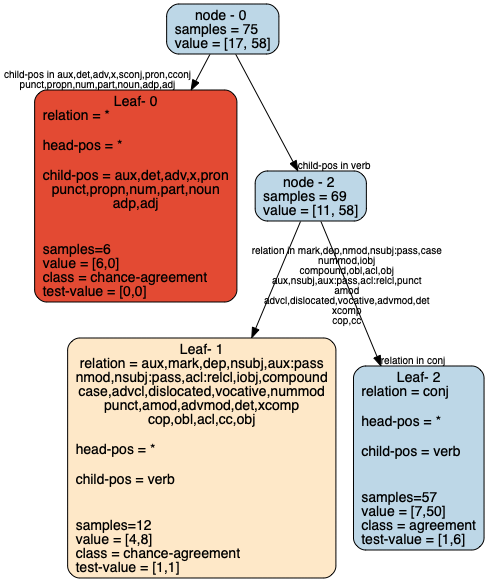 node - 0
samples = 75
value = [17, 58]
child-pos in aux,det,adv,x,sconj,pron,cconj
punct,propn,num,part,noun,adp,adj
Leaf- 0
relation = *
head-pos = *
child-pos = aux,det,adv,x,pron
punct,propn,num,part,noun
adp,adj
samples=6
value = [6,0]
class = chance-agreement
test-value = [0,0]
child-pos in verb
node - 2
samples = 69
value = [11, 58]
relation in mark,dep,nmod,nsubj:pass,case
nummod,iobj
compound,obl,acl,obj
aux,nsubj,aux:pass,acl:relcl,punct
amod
advcl,dislocated,vocative,advmod,det
xcomp
cop,cc
relation in conj
Leaf- 1
relation = aux,mark,dep,nsubj,aux:pass
nmod,nsubj:pass,acl:relcl,iobj,compound
case,advcl,dislocated,vocative,nummod
punct,amod,advmod,det,xcomp
cop,obl,acl,cc,obj
head-pos = *
child-pos = verb
samples=12
value = [4,8]
class = chance-agreement
test-value = [1,1]
Leaf- 2
relation = conj
head-pos = *
child-pos = verb
samples=57
value = [7,50]
class = agreement
test-value = [1,6]